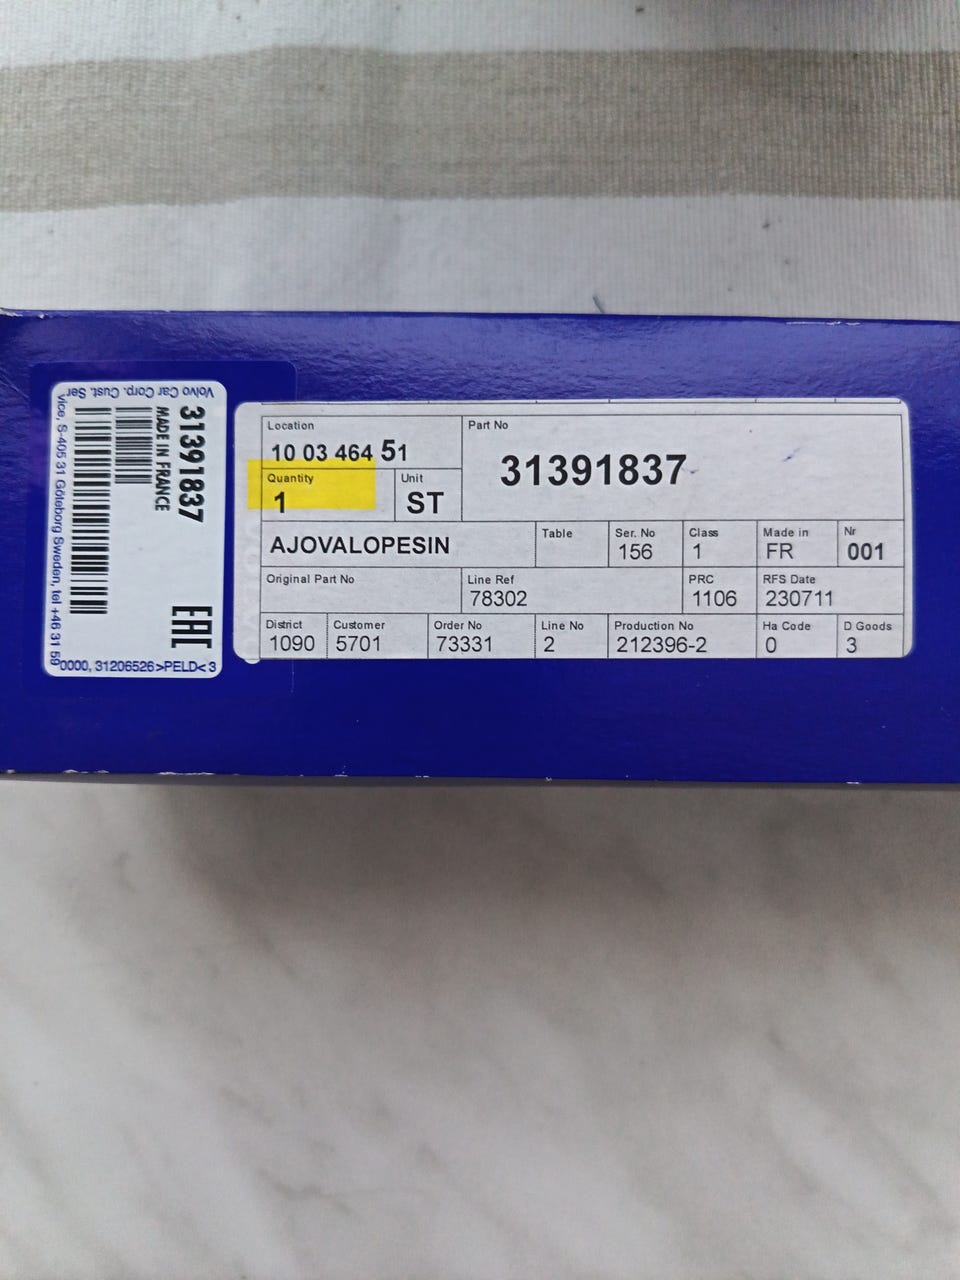 Volvo Car Corp. Cust. Ser
vice, S-405 31 Göteborg Sweden, tel +46 31 59
0000, 31206526 >PELD< 3
31391837
MADE IN FRANCE
EAC
Location
10 03 464 51
Part No
31391837
Quantity
1
Unit
ST
AJOVALOPESIN
Table
Ser. No
156
Class
1
Made in
FR
Nr
001
Original Part No
Line Ref
78302
PRC
1106
RFS Date
230711
District
1090
Customer
5701
Order No
73331
Line No
2
Production No
212396-2
Ha Code
0
D Goods
3